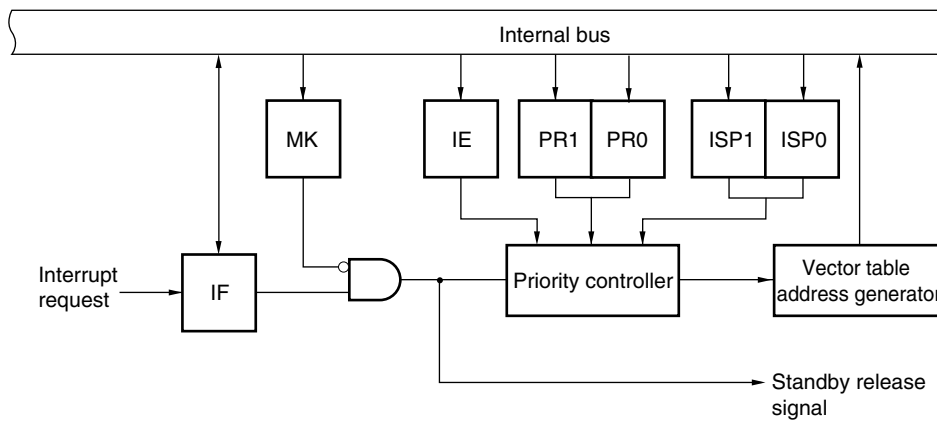 Internal bus
MK
IE
PR1
PR0
ISP1
ISP0
Interrupt
request
IF
Priority controller
Vector table
address generator
Standby release
signal